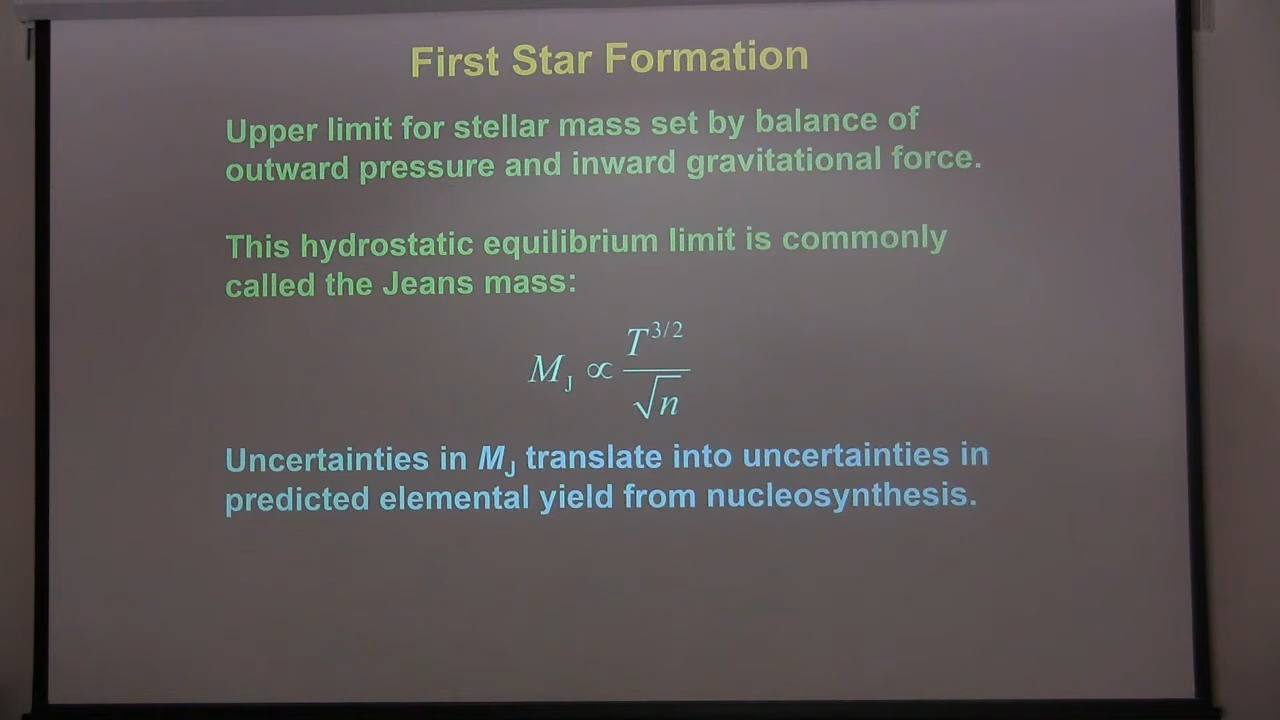 First Star Formation
Upper limit for stellar mass set by balance of
outward pressure and inward gravitational force.
This hydrostatic equilibrium limit is commonly
called the Jeans mass:
M_J ∝ T^{3/2} / √n
Uncertainties in M_J translate into uncertainties in
predicted elemental yield from nucleosynthesis.